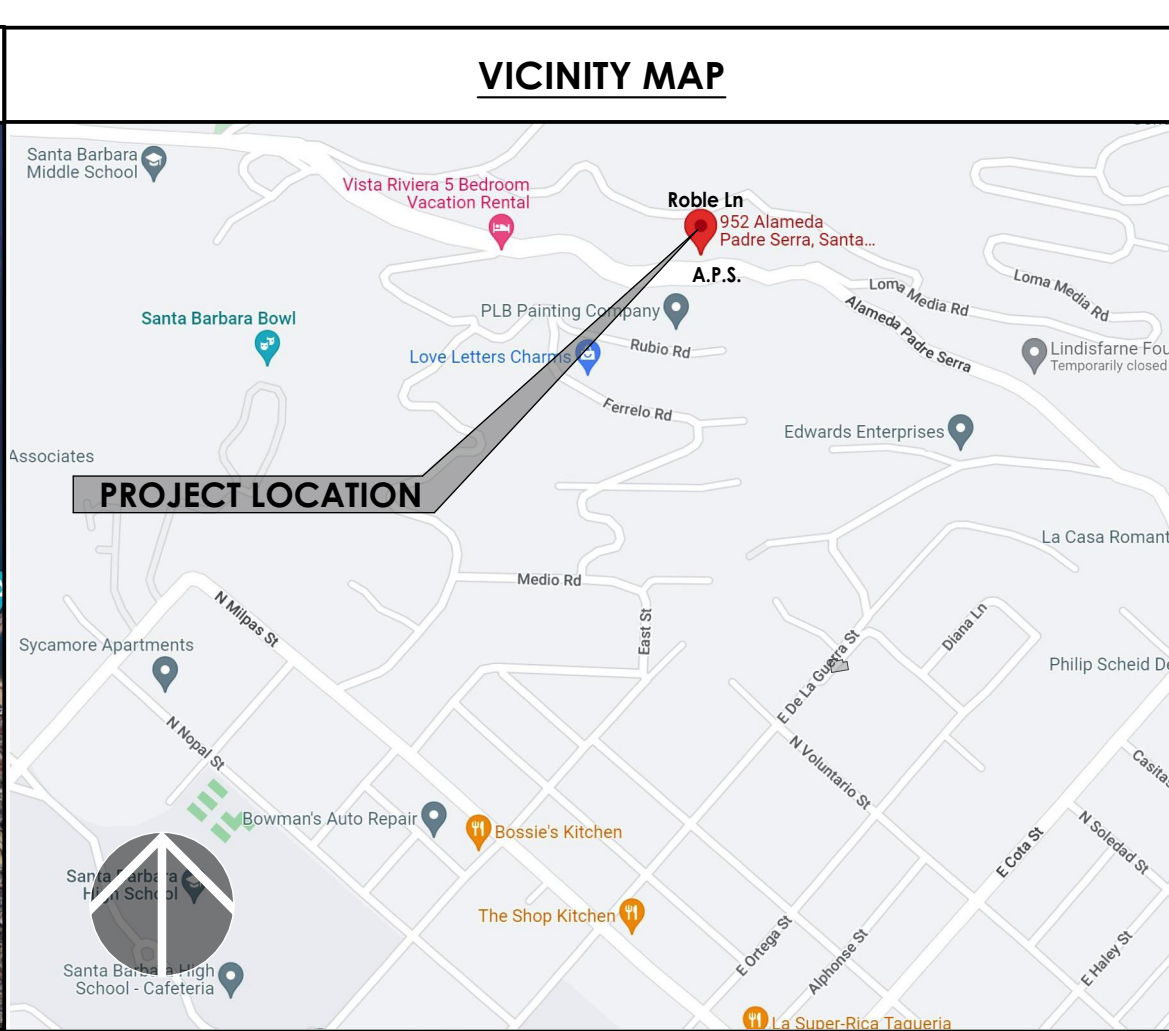 VICINITY MAP
Santa Barbara
Middle School
Vista Riviera 5 Bedroom
Vacation Rental
Roble Ln
952 Alameda
Padre Serra, Santa...
A.P.S.
Loma Media Rd
Loma Media Rd
PLB Painting Company
Santa Barbara Bowl
Alameda Padre Serra
Rubio Rd
Love Letters Charms
Lindisfarne Fou
Temporarily closed
Ferrelo Rd
Edwards Enterprises
Associates
PROJECT LOCATION
La Casa Romant
Medio Rd
N Milpas St
East St
Diana Ln
Sycamore Apartments
E De La Guerra St
Philip Scheid De
N Nopal St
N Voluntario St
Casitas
Bowman's Auto Repair
Bossie's Kitchen
N Soledad St
E Cota St
Santa Barbara
High School
The Shop Kitchen
E Ortega St
Alphonse St
E Haley St
Santa Barbara High
School - Cafeteria
La Super-Rica Taqueria